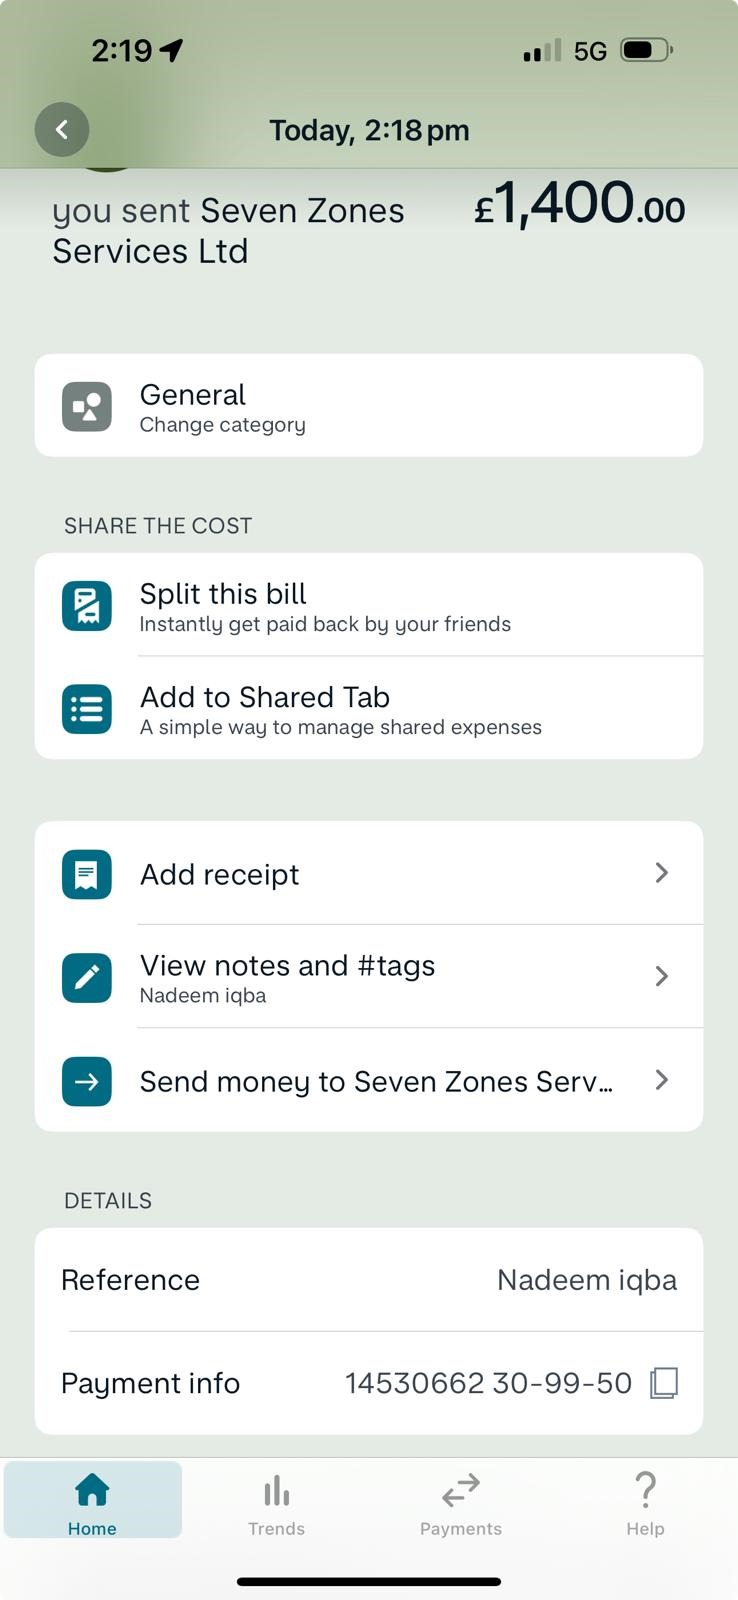 2:19
5G
Today, 2:18 pm
you sent Seven Zones
Services Ltd
£1,400.00
General
Change category
SHARE THE COST
Split this bill
Instantly get paid back by your friends
Add to Shared Tab
A simple way to manage shared expenses
Add receipt
View notes and #tags
Nadeem iqba
Send money to Seven Zones Serv...
DETAILS
Reference
Nadeem iqba
Payment info
14530662 30-99-50
Home
Trends
Payments
Help